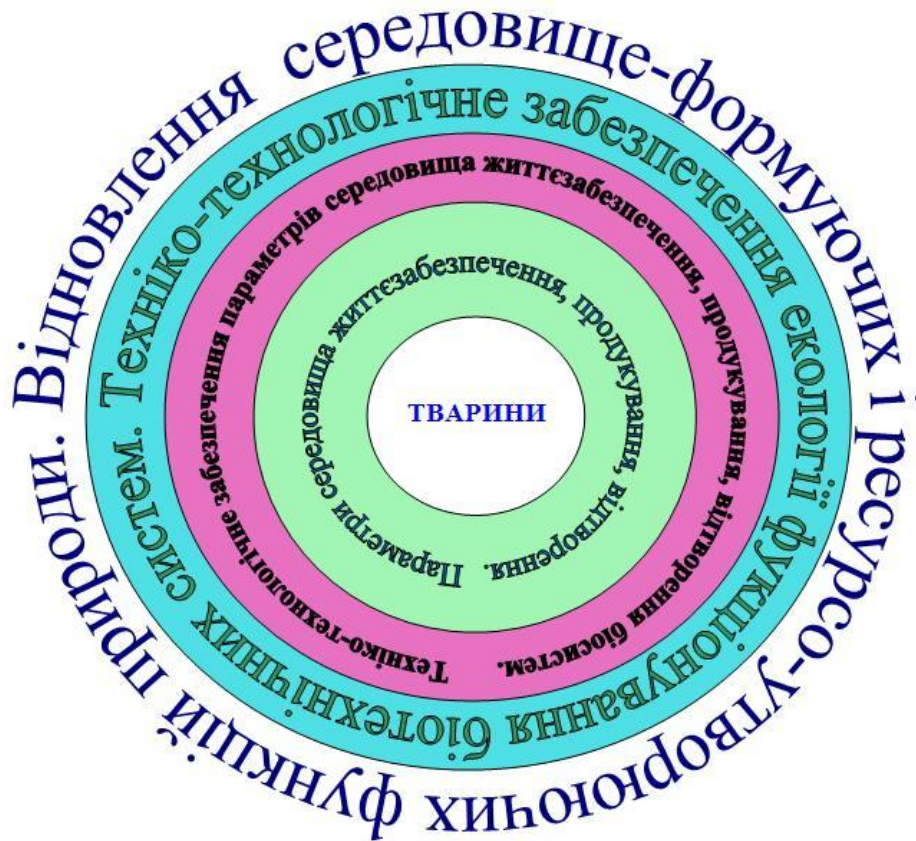 Відновлення середовище-формуючих і ресурсо-утворюючих функцій природи.
Техніко-технологічне забезпечення екології фукціонування біотехнічних систем.
Техніко-технологічне забезпечення параметрів середовища життєзабезпечення, продукування, відтворення біосистем.
Параметри середовища життєзабезпечення, продукування, відтворення.
ТВАРИНИ